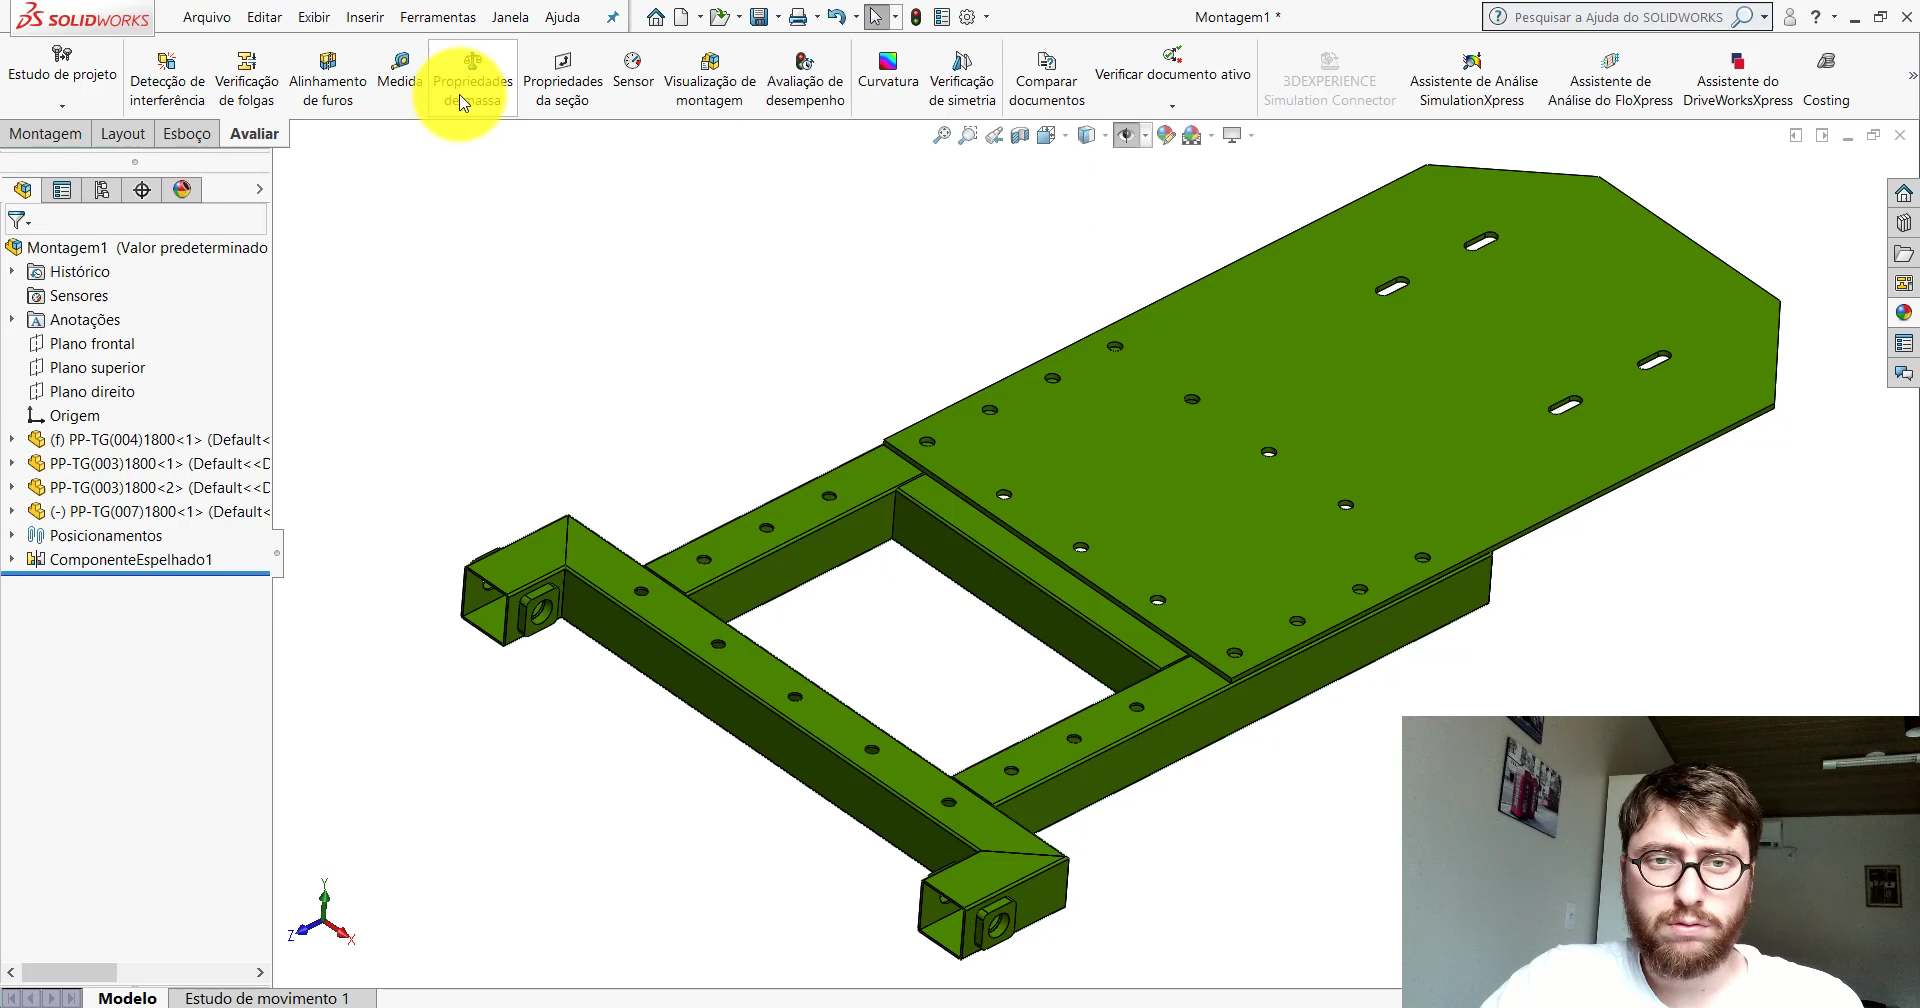 SOLIDWORKS
Arquivo Editar Exibir Inserir Ferramentas Janela Ajuda
Montagem1 *
Pesquisar a Ajuda do SOLIDWORKS
?
Estudo de projeto
Detecção de
interferência
Verificação
de folgas
Alinhamento
de furos
Medida
Propriedades
de massa
Propriedades
da seção
Sensor
Visualização de
montagem
Avaliação de
desempenho
Curvatura
Verificação
de simetria
Comparar
documentos
Verificar documento ativo
3DEXPERIENCE
Simulation Connector
Assistente de Análise
SimulationXpress
Assistente de
Análise do FloXpress
Assistente do
DriveWorksXpress
Costing
Montagem Layout Esboço Avaliar
Montagem1 (Valor predeterminado
Histórico
Sensores
Anotações
Plano frontal
Plano superior
Plano direito
Origem
(f) PP-TG(004)1800<1> (Default<
PP-TG(003)1800<1> (Default<<D
PP-TG(003)1800<2> (Default<<D
(-) PP-TG(007)1800<1> (Default<
Posicionamentos
ComponenteEspelhado1
Y
Z
X
Modelo Estudo de movimento 1